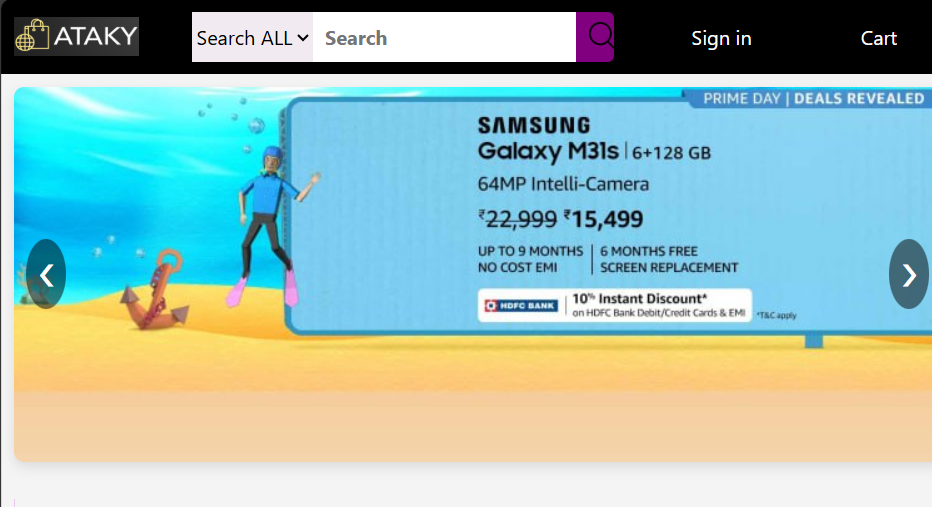 ATAKY
Search ALL
Search
Sign in
Cart
PRIME DAY | DEALS REVEALED
SAMSUNG
Galaxy M31s | 6+128 GB
64MP Intelli-Camera
₹22,999 ₹15,499
UP TO 9 MONTHS
NO COST EMI
6 MONTHS FREE
SCREEN REPLACEMENT
HDFC BANK
10% Instant Discount*
on HDFC Bank Debit/Credit Cards & EMI
*T&C apply